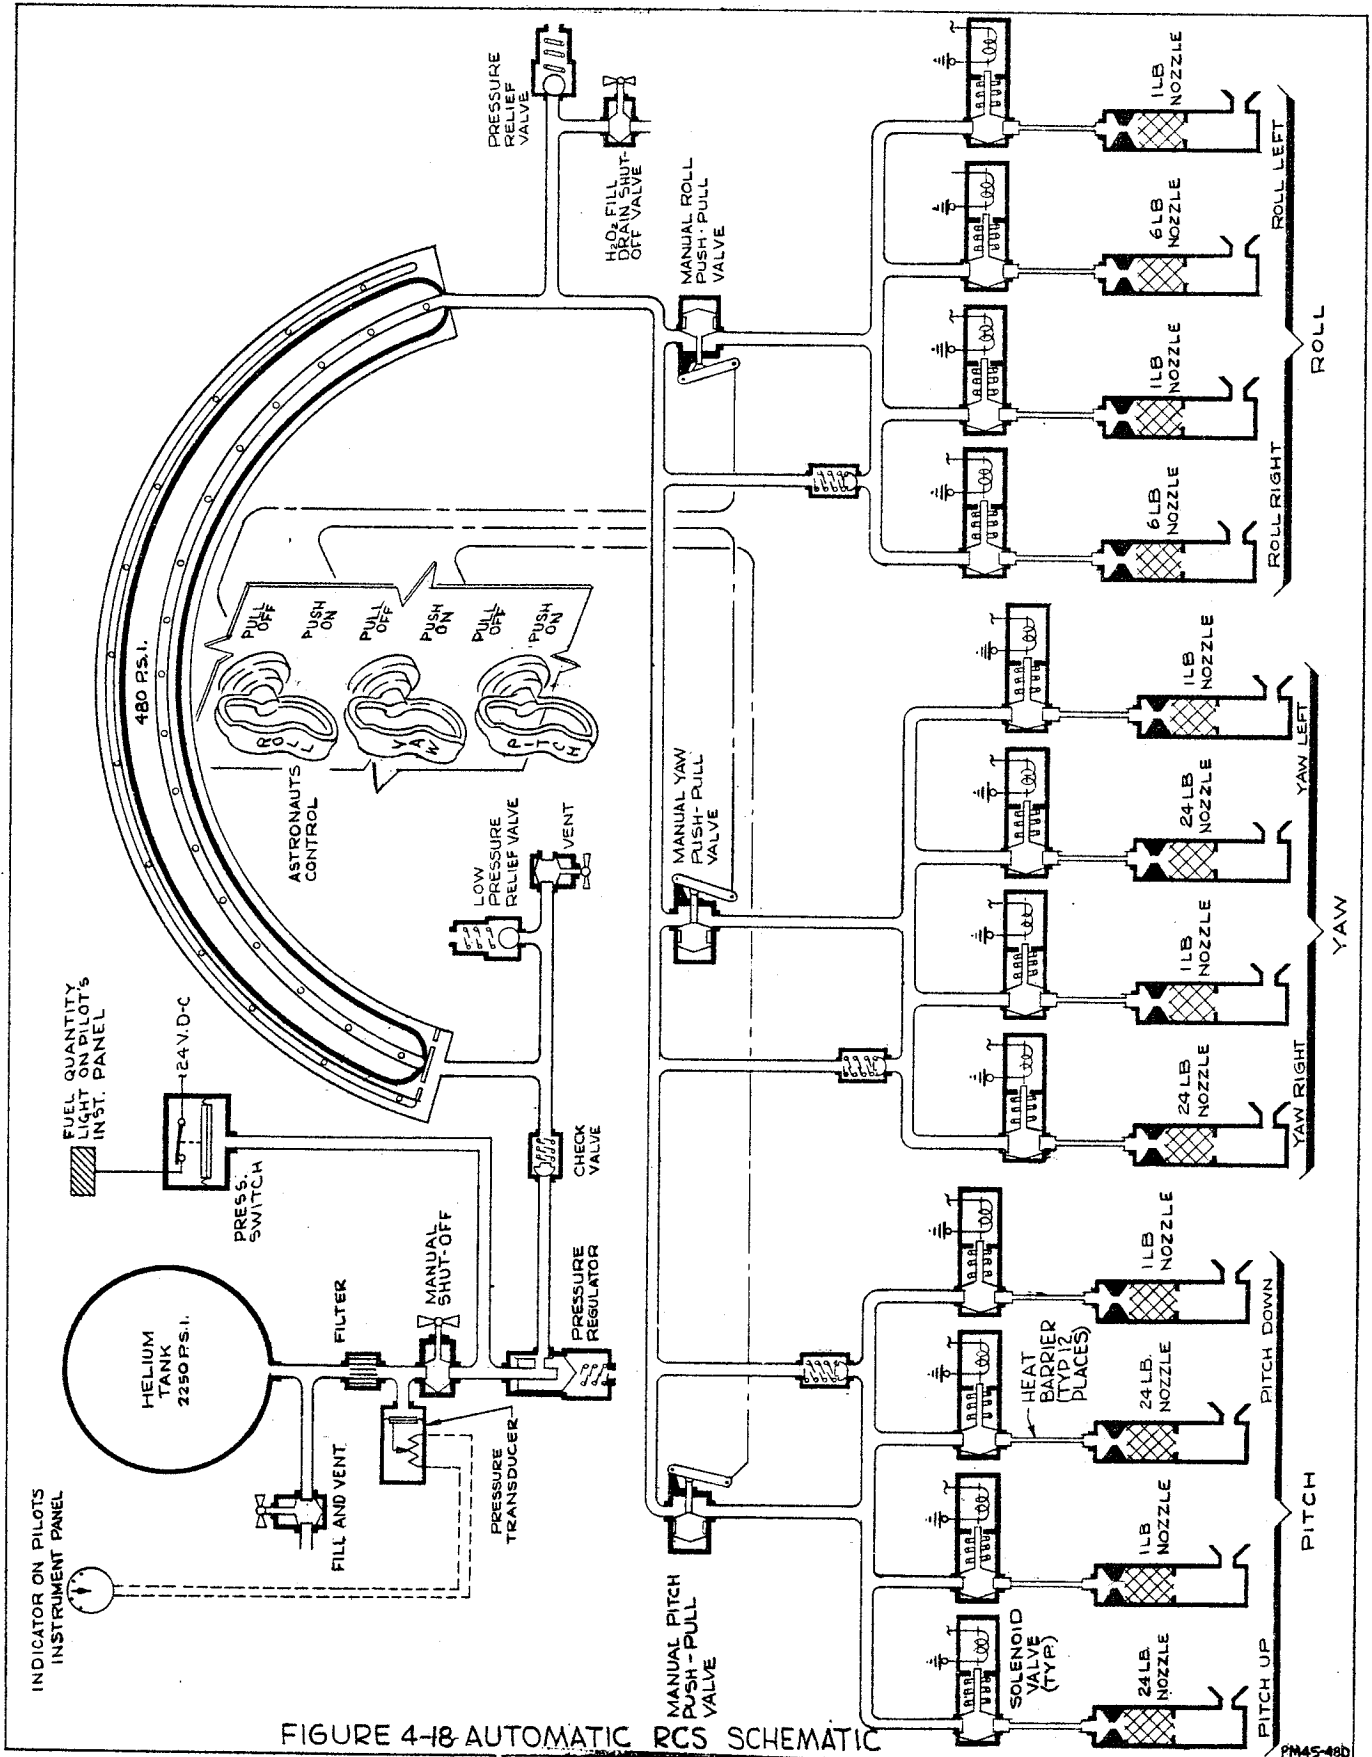 INDICATOR ON PILOTS
INSTRUMENT PANEL
FUEL QUANTITY
LIGHT ON PILOT'S
INST. PANEL
24 V. D-C
PRESS.
SWITCH
HELIUM
TANK
2250 P.S.I.
FILTER
MANUAL
SHUT-OFF
FILL AND VENT
PRESSURE
TRANSDUCER
PRESSURE
REGULATOR
CHECK
VALVE
LOW
PRESSURE
RELIEF VALVE
VENT
480 P.S.I.
ASTRONAUTS
CONTROL
ROLL
YAW
PITCH
PULL
OFF
PUSH
ON
PULL
OFF
PUSH
ON
PULL
OFF
PUSH
ON
PRESSURE
RELIEF
VALVE
H2O2 FILL
DRAIN SHUT-
OFF VALVE
MANUAL PITCH
PUSH-PULL
VALVE
MANUAL YAW
PUSH-PULL
VALVE
MANUAL ROLL
PUSH-PULL
VALVE
SOLENOID
VALVE
(TYP.)
HEAT
BARRIER
(TYP 12
PLACES)
24 LB.
NOZZLE
1 LB
NOZZLE
24 LB.
NOZZLE
1 LB
NOZZLE
24 LB
NOZZLE
1 LB
NOZZLE
24 LB
NOZZLE
1 LB
NOZZLE
6 LB
NOZZLE
1 LB
NOZZLE
6 LB
NOZZLE
1 LB
NOZZLE
PITCH UP
PITCH DOWN
YAW RIGHT
YAW LEFT
ROLL RIGHT
ROLL LEFT
PITCH
YAW
ROLL
FIGURE 4-18 AUTOMATIC RCS SCHEMATIC
PM45-48D